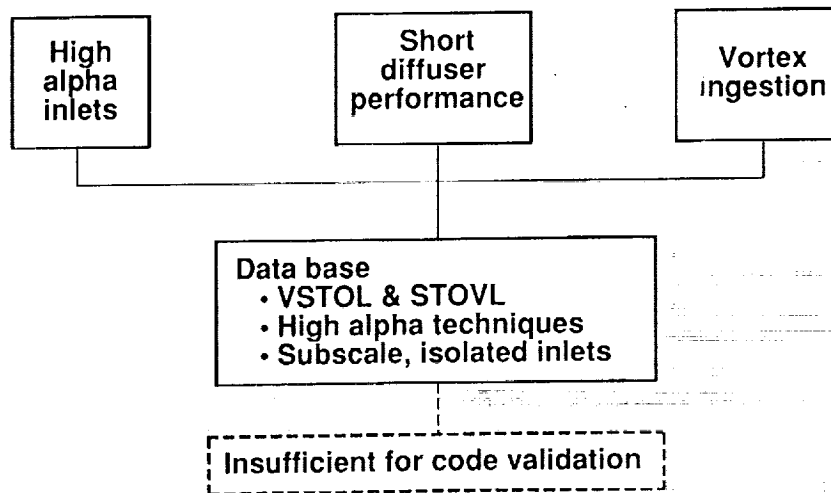 High
alpha
inlets
Short
diffuser
performance
Vortex
ingestion
Data base
• VSTOL & STOVL
• High alpha techniques
• Subscale, isolated inlets
Insufficient for code validation